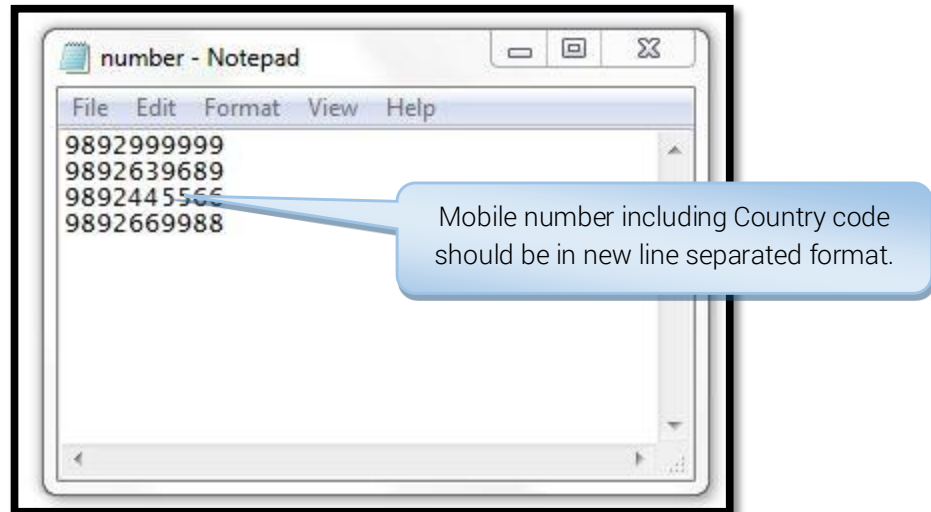 number - Notepad
File Edit Format View Help
9892999999
9892639689
9892445566
9892669988
Mobile number including Country code
should be in new line separated format.